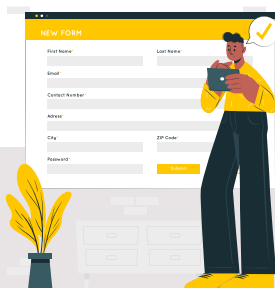 NEW FORM
First Name* Last Name*
Email*
Contact Number*
Adress*
City* ZIP Code*
Password*
Submit